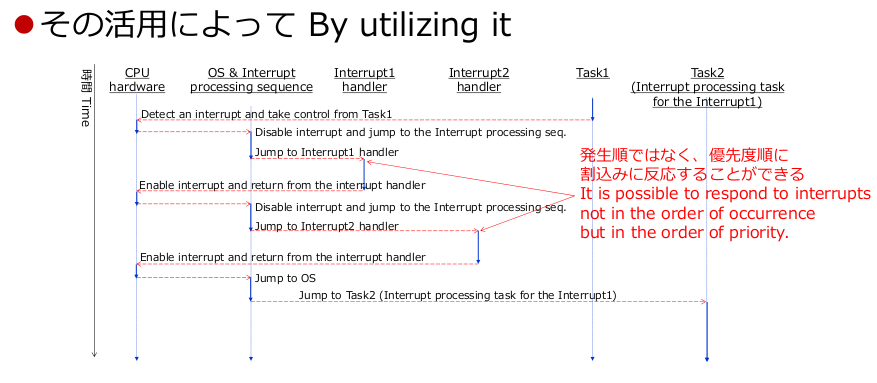 その活用によって By utilizing it
時間 Time
CPU
hardware
OS & Interrupt
processing sequence
Interrupt1
handler
Interrupt2
handler
Task1
Task2
(Interrupt processing task
for the Interrupt1)
Detect an interrupt and take control from Task1
Disable interrupt and jump to the Interrupt processing seq.
Jump to Interrupt1 handler
Enable interrupt and return from the interrupt handler
Disable interrupt and jump to the Interrupt processing seq.
Jump to Interrupt2 handler
Enable interrupt and return from the interrupt handler
Jump to OS
Jump to Task2 (Interrupt processing task for the Interrupt1)
発生順ではなく、優先度順に
割込みに反応することができる
It is possible to respond to interrupts
not in the order of occurrence
but in the order of priority.